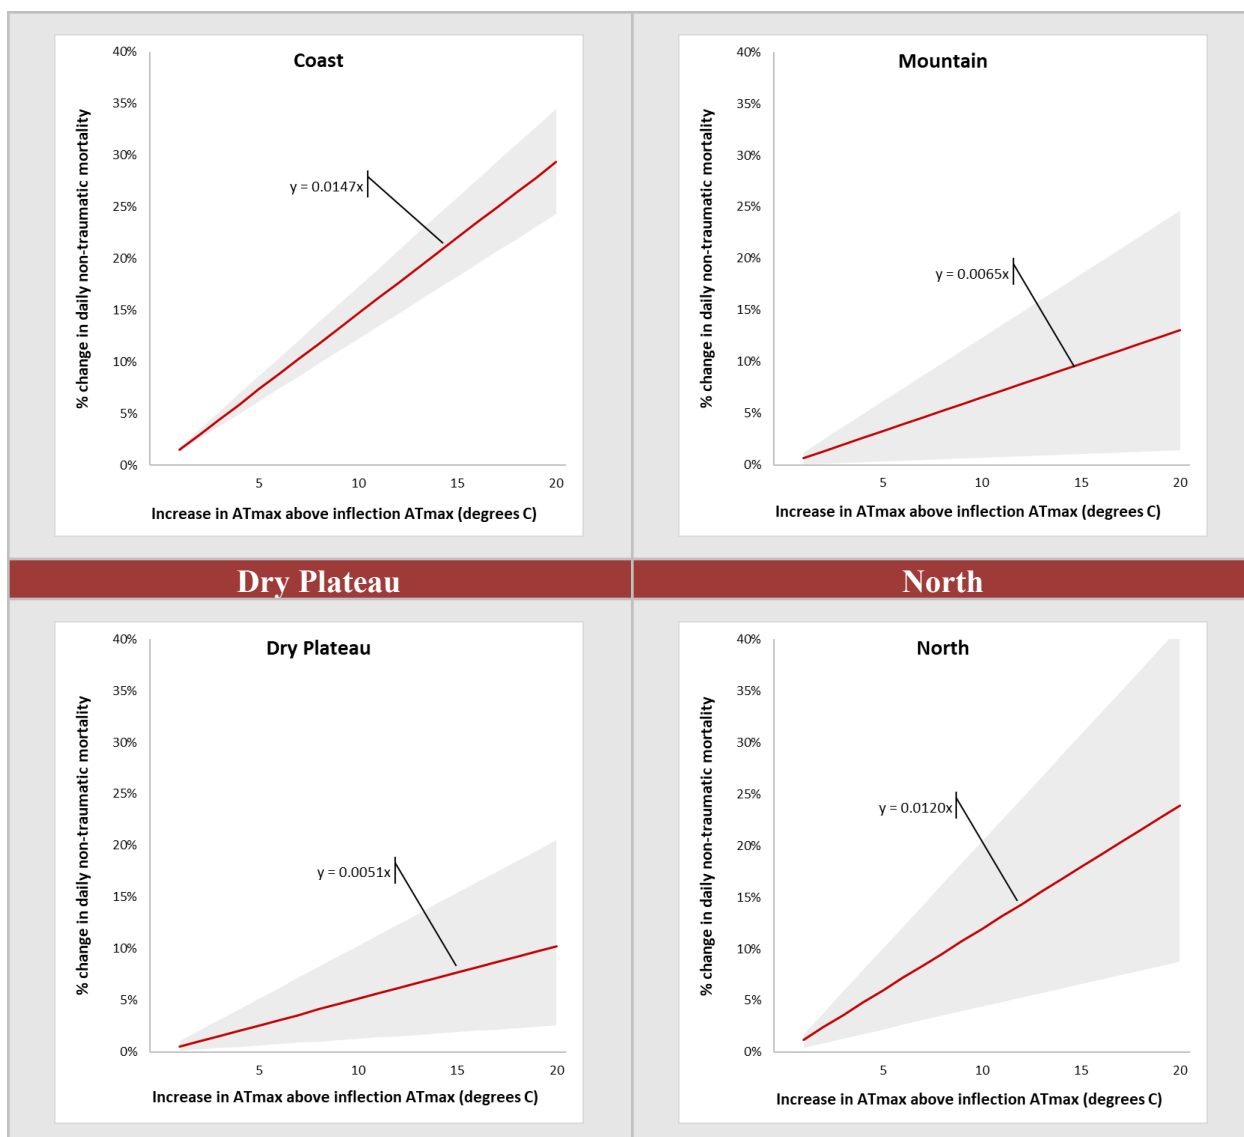 Coast
40%
35%
30%
25%
20%
15%
10%
5%
0%
% change in daily non-traumatic mortality
y = 0.0147x
5 10 15 20
Increase in ATmax above inflection ATmax (degrees C)
Mountain
40%
35%
30%
25%
20%
15%
10%
5%
0%
% change in daily non-traumatic mortality
y = 0.0065x
5 10 15 20
Increase in ATmax above inflection ATmax (degrees C)
Dry Plateau
North
Dry Plateau
40%
35%
30%
25%
20%
15%
10%
5%
0%
% change in daily non-traumatic mortality
y = 0.0051x
5 10 15 20
Increase in ATmax above inflection ATmax (degrees C)
North
40%
35%
30%
25%
20%
15%
10%
5%
0%
% change in daily non-traumatic mortality
y = 0.0120x
5 10 15 20
Increase in ATmax above inflection ATmax (degrees C)